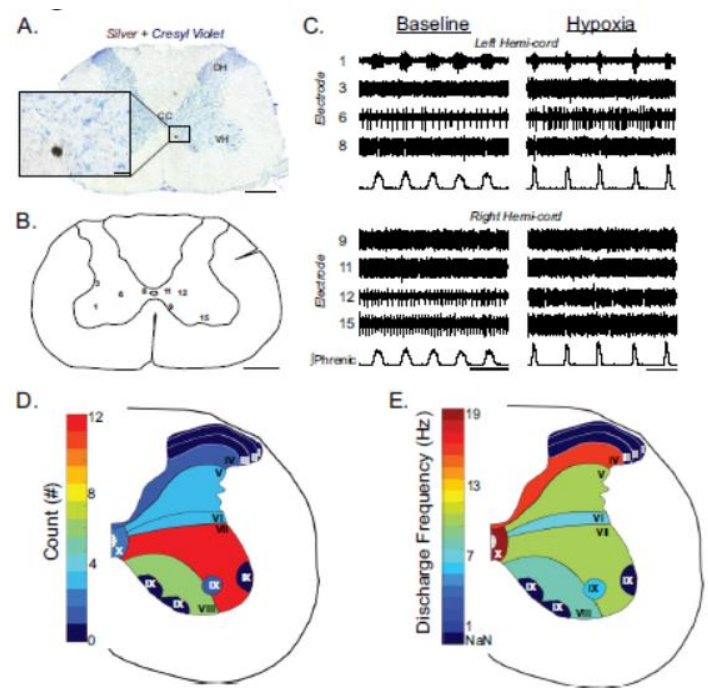 A.
Silver + Cresyl Violet
DH
CC
VH
B.
3
1
6
8
11
12
9
15
C.
Baseline
Hypoxia
Left Hemi-cord
Electrode
1
3
6
8
Right Hemi-cord
Electrode
9
11
12
15
∫Phrenic
D.
Count (#)
12
8
4
0
IV
V
VI
VII
X
IX
IX
IX
IX
VIII
E.
Discharge Frequency (Hz)
19
13
7
1
NaN
IV
V
VI
VII
X
IX
IX
IX
IX
VIII